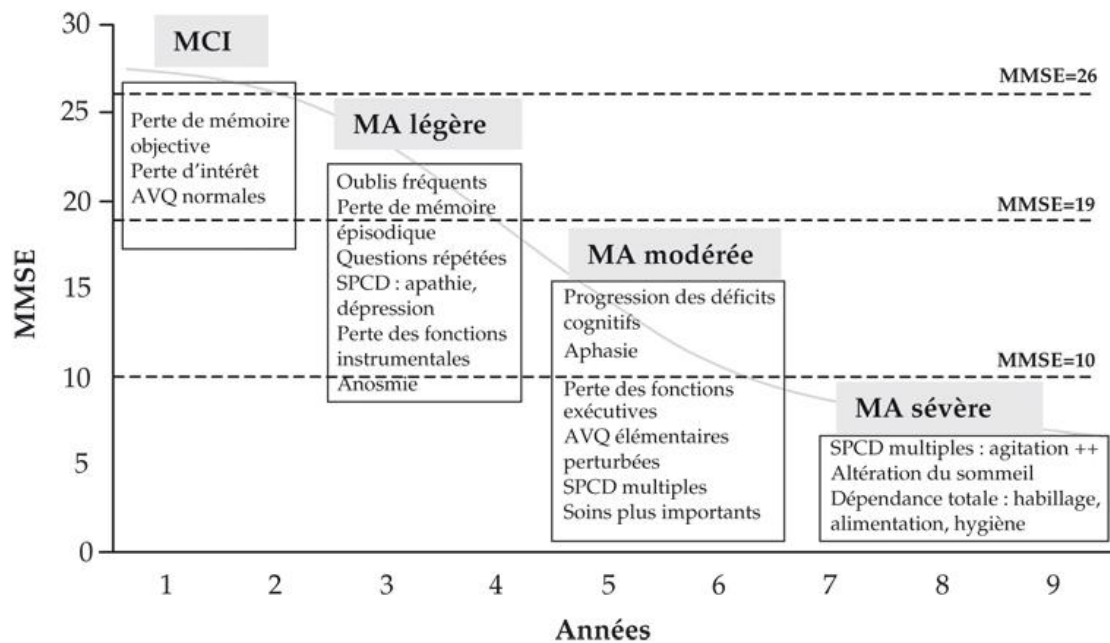 30
MCI
MMSE=26
25
Perte de mémoire
objective
Perte d'intérêt
AVQ normales
MA légère
Oublis fréquents
Perte de mémoire
épisodique
Questions répétées
SPCD : apathie,
dépression
Perte des fonctions
instrumentales
Anosmie
20
MMSE=19
MA modérée
Progression des déficits
cognitifs
Aphasie
Perte des fonctions
exécutives
AVQ élémentaires
perturbées
SPCD multiples
Soins plus importants
15
MMSE
MMSE=10
10
MA sévère
SPCD multiples : agitation ++
Altération du sommeil
Dépendance totale : habillage,
alimentation, hygiène
5
0
1 2 3 4 5 6 7 8 9
Années